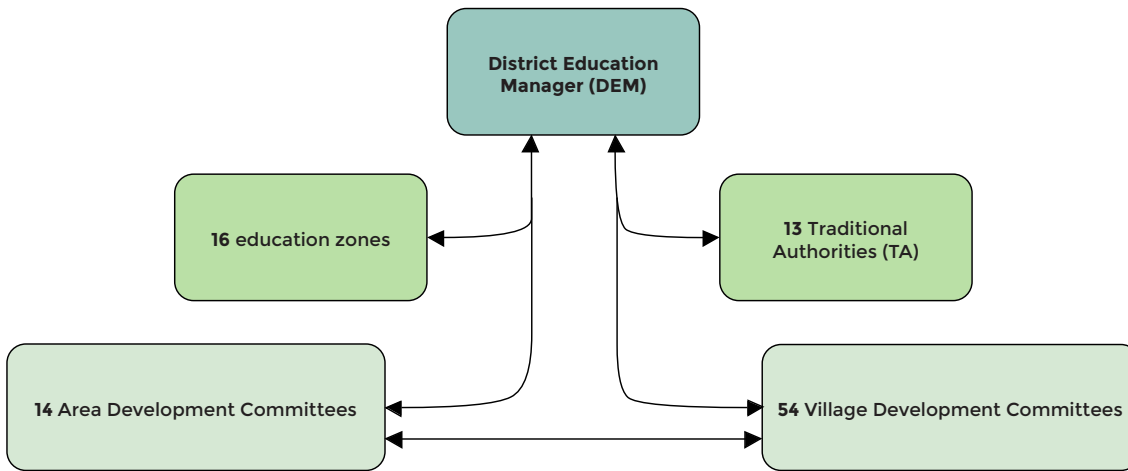 District Education
Manager (DEM)
16 education zones
13 Traditional
Authorities (TA)
14 Area Development Committees
54 Village Development Committees